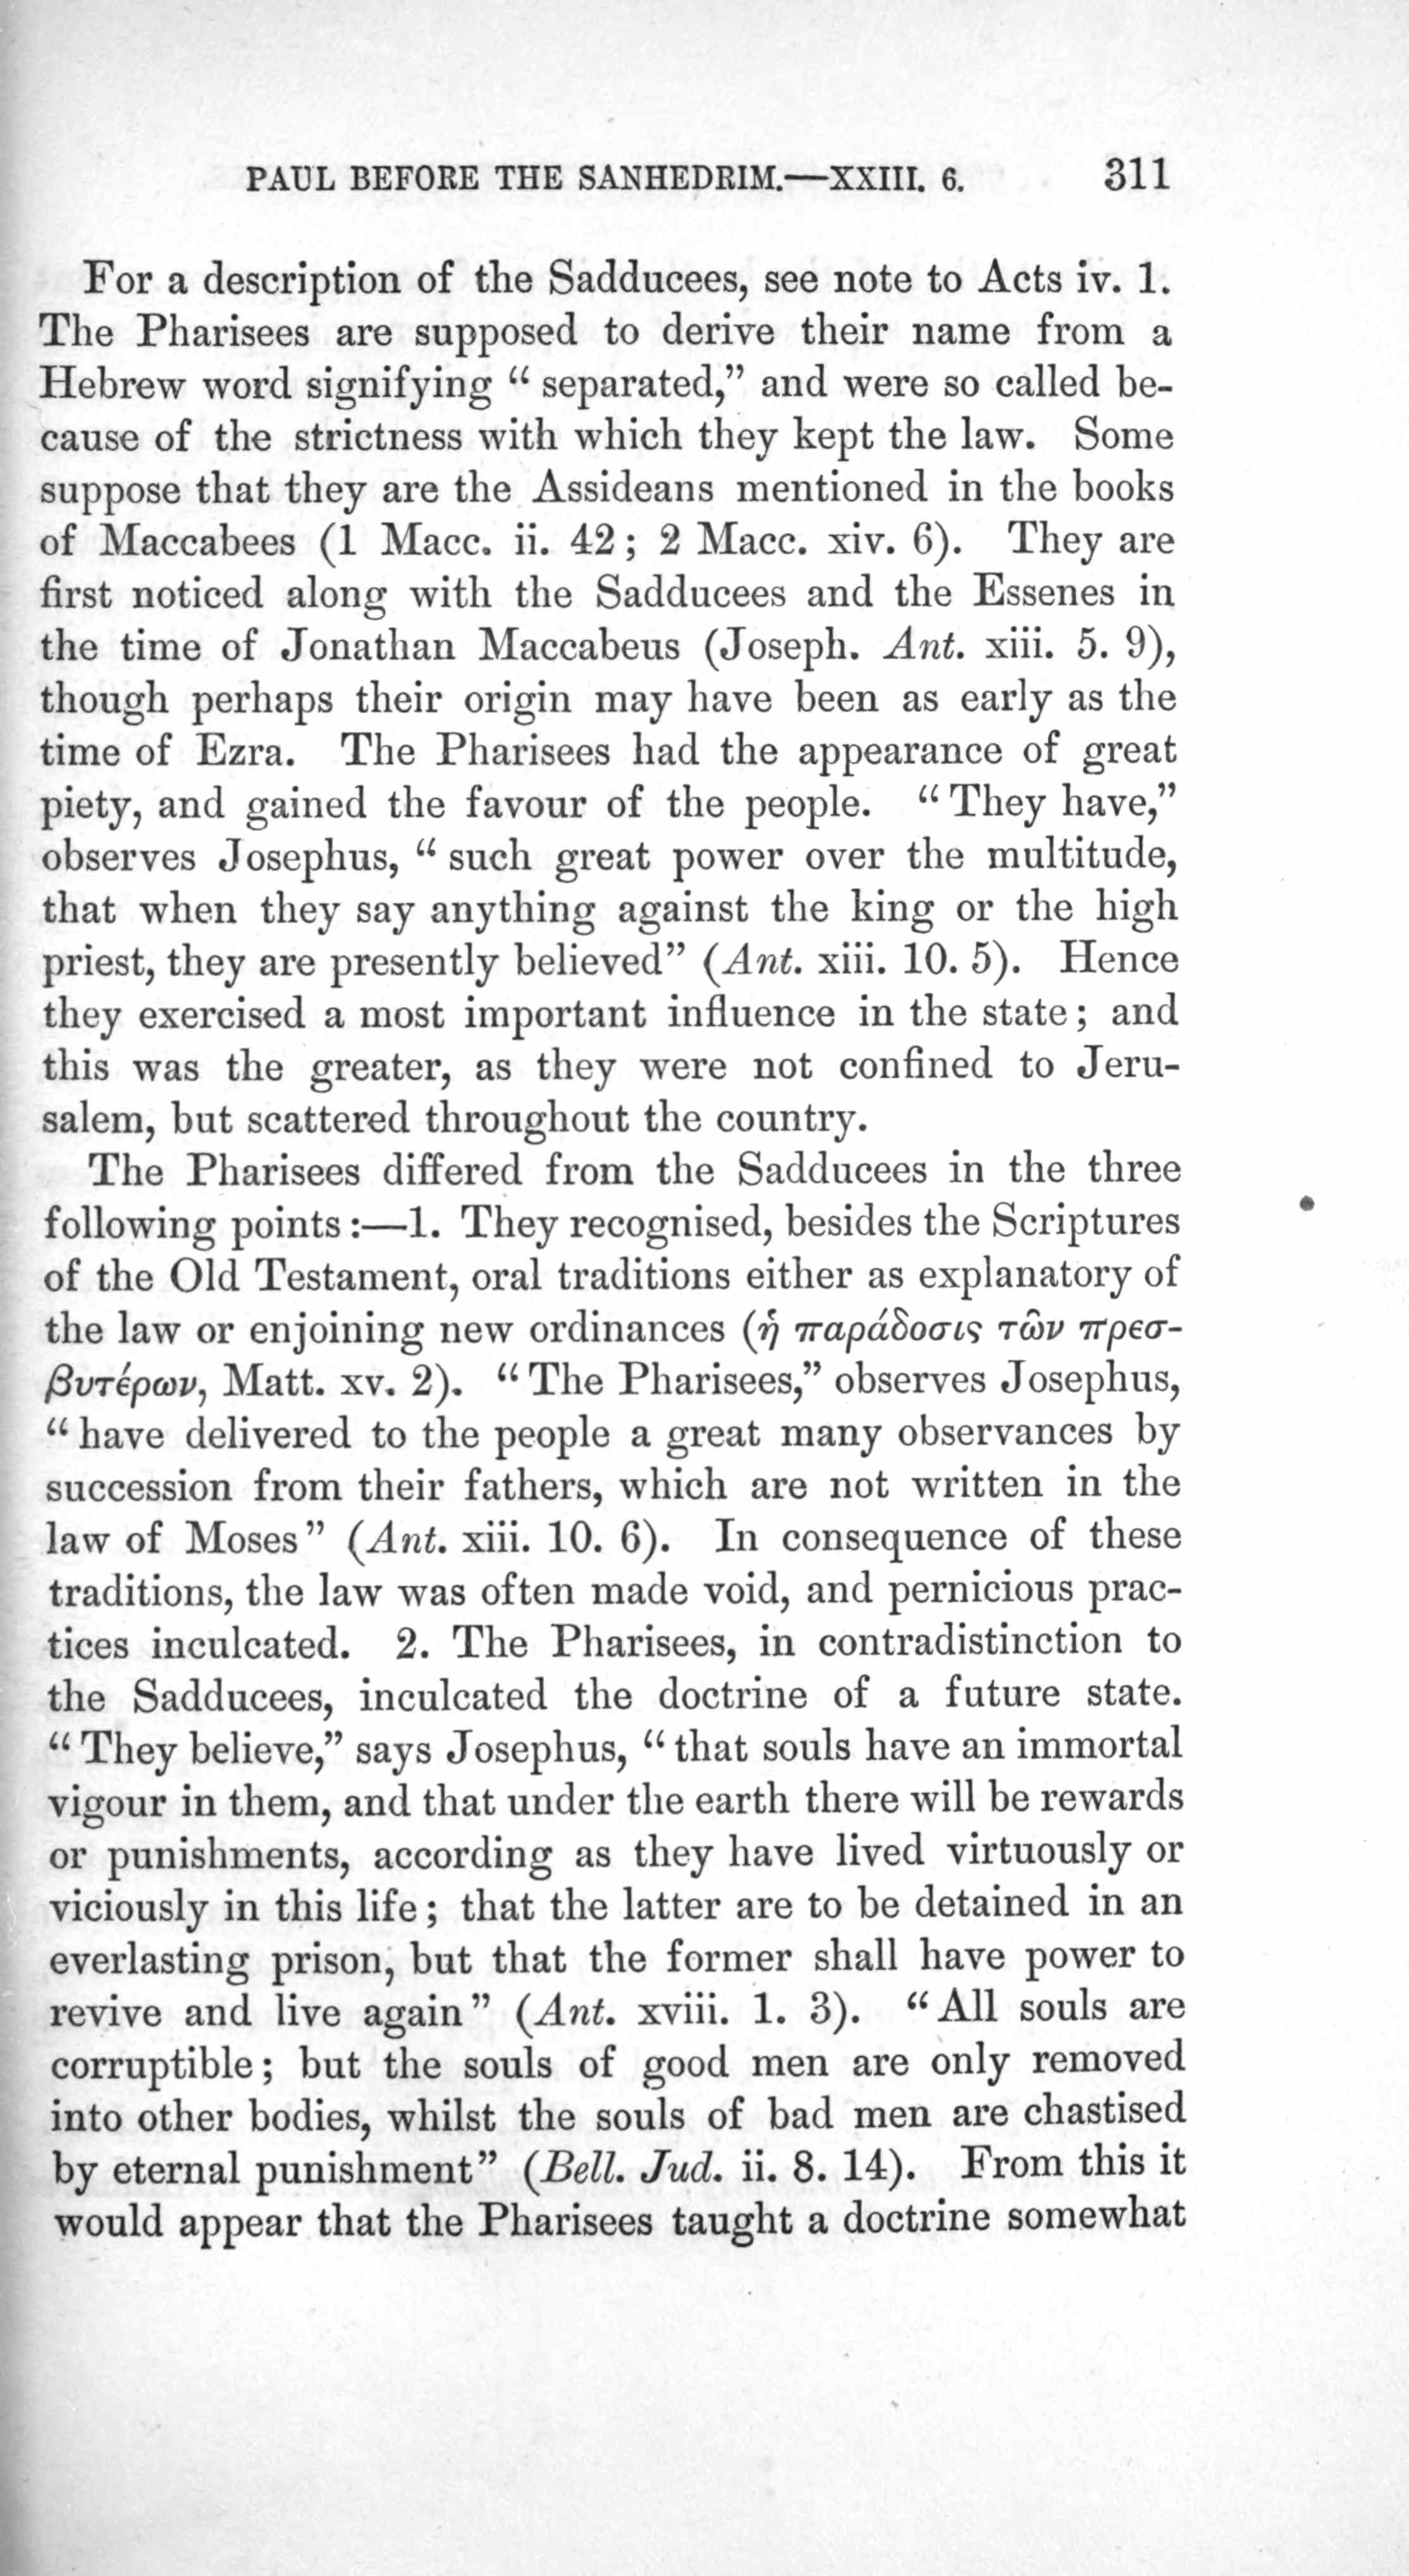 PAUL BEFORE THE SANHEDRIM.—XXIII. 6. 311
For a description of the Sadducees, see note to Acts iv. 1.
The Pharisees are supposed to derive their name from a
Hebrew word signifying “ separated,” and were so called be-
cause of the strictness with which they kept the law. Some
suppose that they are the Assideans mentioned in the books
of Maccabees (1 Macc. ii. 42 ; 2 Macc. xiv. 6). They are
first noticed along with the Sadducees and the Essenes in
the time of Jonathan Maccabeus (Joseph. Ant. xiii. 5. 9),
though perhaps their origin may have been as early as the
time of Ezra. The Pharisees had the appearance of great
piety, and gained the favour of the people. “ They have,”
observes Josephus, “ such great power over the multitude,
that when they say anything against the king or the high
priest, they are presently believed” (Ant. xiii. 10. 5). Hence
they exercised a most important influence in the state ; and
this was the greater, as they were not confined to Jeru-
salem, but scattered throughout the country.
The Pharisees differed from the Sadducees in the three
following points :—1. They recognised, besides the Scriptures
of the Old Testament, oral traditions either as explanatory of
the law or enjoining new ordinances (ἡ παράδοσις τῶν πρεσ-
βυτέρων, Matt. xv. 2). “ The Pharisees,” observes Josephus,
“ have delivered to the people a great many observances by
succession from their fathers, which are not written in the
law of Moses ” (Ant. xiii. 10. 6). In consequence of these
traditions, the law was often made void, and pernicious prac-
tices inculcated. 2. The Pharisees, in contradistinction to
the Sadducees, inculcated the doctrine of a future state.
“ They believe,” says Josephus, “ that souls have an immortal
vigour in them, and that under the earth there will be rewards
or punishments, according as they have lived virtuously or
viciously in this life ; that the latter are to be detained in an
everlasting prison, but that the former shall have power to
revive and live again ” (Ant. xviii. 1. 3). “ All souls are
corruptible ; but the souls of good men are only removed
into other bodies, whilst the souls of bad men are chastised
by eternal punishment” (Bell. Jud. ii. 8. 14). From this it
would appear that the Pharisees taught a doctrine somewhat